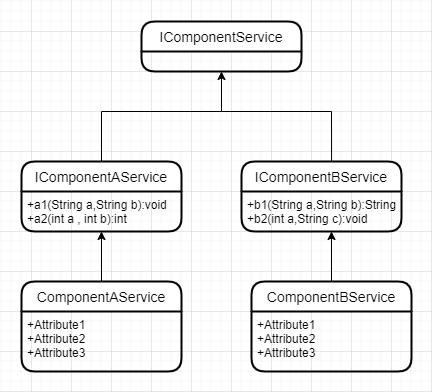 IComponentService
IComponentAService
+a1(String a,String b):void
+a2(int a , int b):int
IComponentBService
+b1(String a,String b):String
+b2(int a,String c):void
ComponentAService
+Attribute1
+Attribute2
+Attribute3
ComponentBService
+Attribute1
+Attribute2
+Attribute3